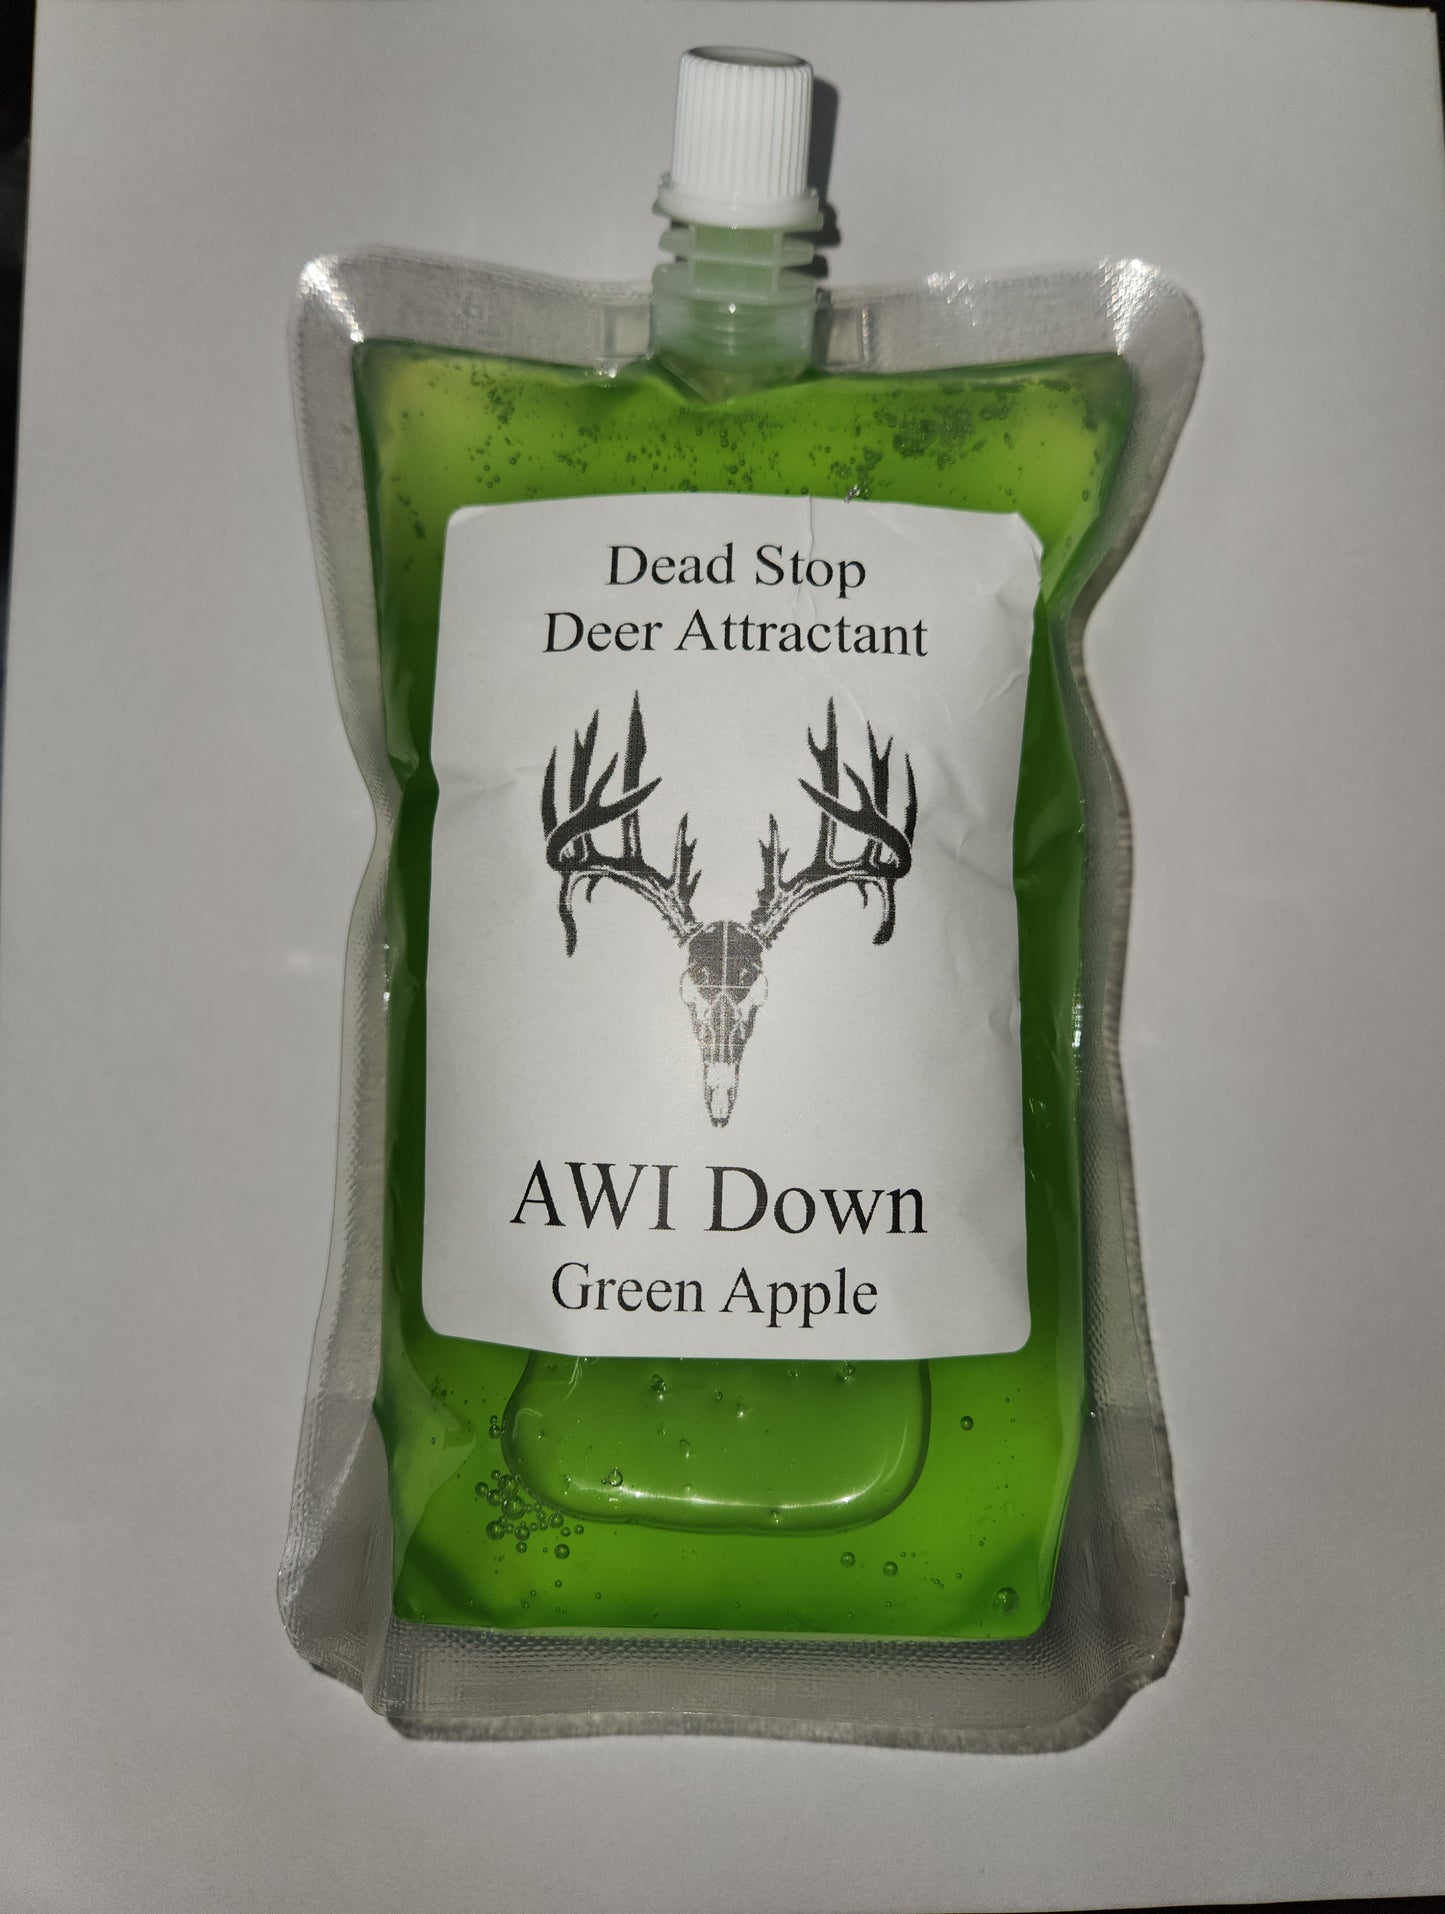 Dead Stop
Deer Attractant
AWI Down
Green Apple